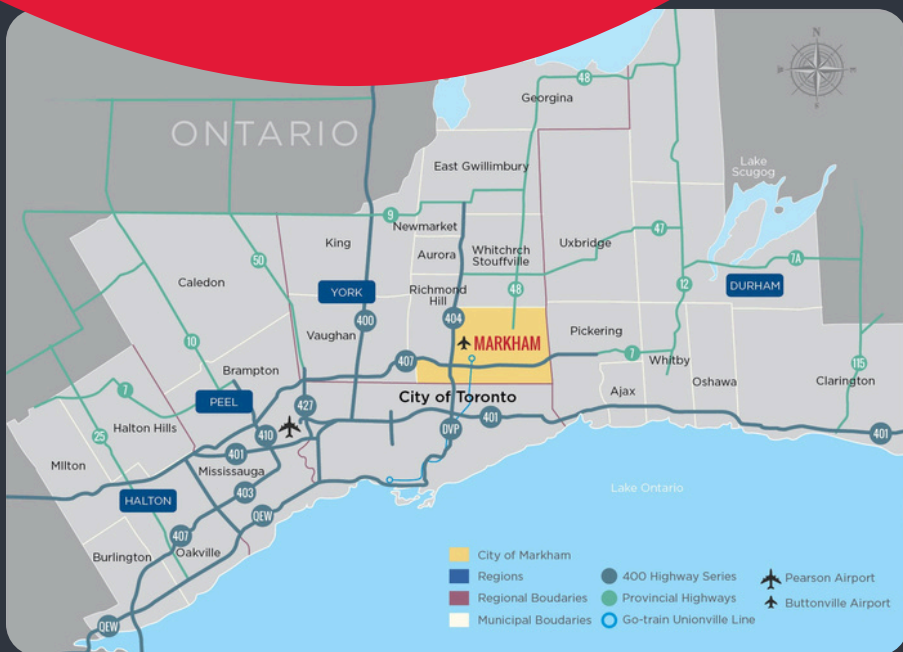 N
48
Georgina
ONTARIO
East Gwillimbury
Lake
Scugog
9
Newmarket
King
Aurora
Whitchrch
Stouffville
Uxbridge
47
50
7A
Caledon
YORK
Richmond
Hill
48
12
DURHAM
400
404
Vaughan
MARKHAM
Pickering
10
407
7
Whitby
115
Brampton
Ajax
Oshawa
Clarington
7
PEEL
427
City of Toronto
401
25
Halton Hills
410
DVP
401
MIlton
401
Mississauga
403
Lake Ontario
HALTON
QEW
407
Burlington
Oakville
City of Markham
Regions
400 Highway Series
Pearson Airport
Regional Boudaries
Provincial Highways
Buttonville Airport
Municipal Boudaries
Go-train Unionville Line
QEW